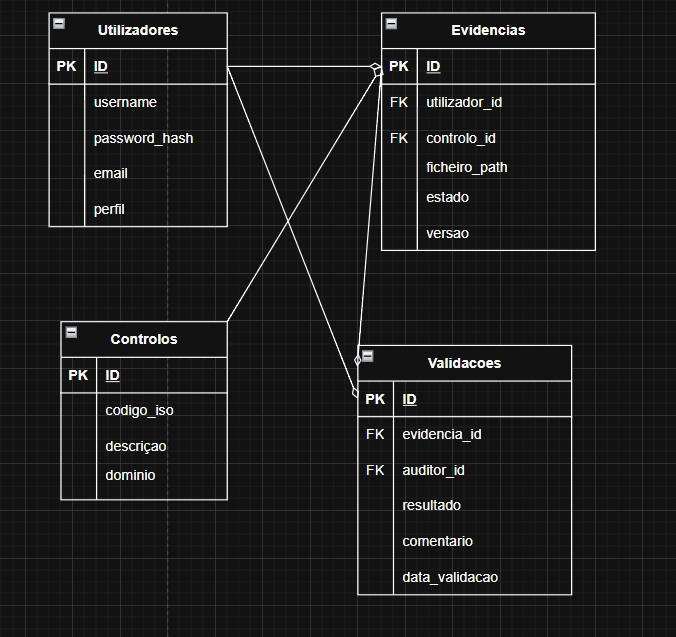 Utilizadores
PK ID
username
password_hash
email
perfil
Evidencias
PK ID
FK utilizador_id
FK controlo_id
ficheiro_path
estado
versao
Controlos
PK ID
codigo_iso
descriçao
dominio
Validacoes
PK ID
FK evidencia_id
FK auditor_id
resultado
comentario
data_validacao